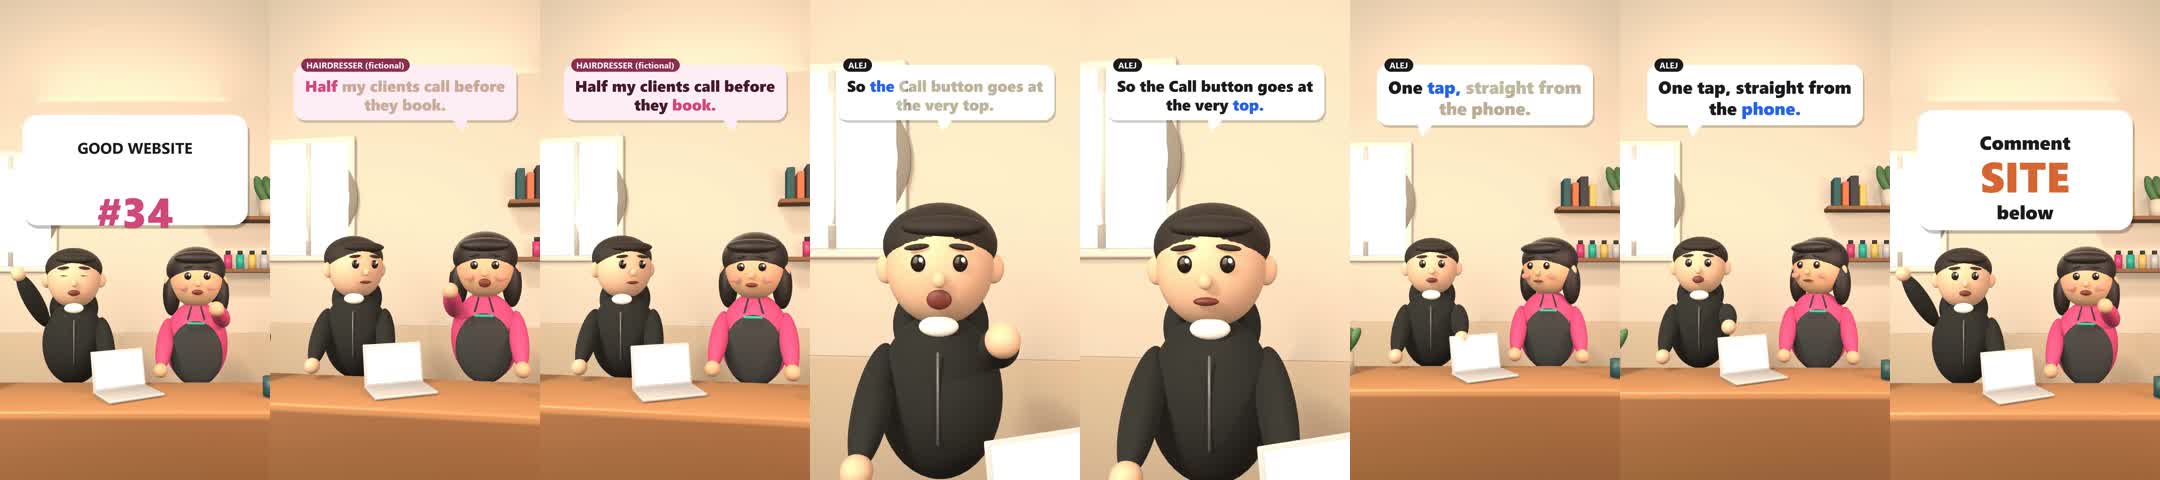 GOOD WEBSITE
#34
HAIRDRESSER (fictional)
Half my clients call before
they book.
HAIRDRESSER (fictional)
Half my clients call before
they book.
ALEJ
So the Call button goes at
the very top.
ALEJ
So the Call button goes at
the very top.
ALEJ
One tap, straight from
the phone.
ALEJ
One tap, straight from
the phone.
Comment
SITE
below